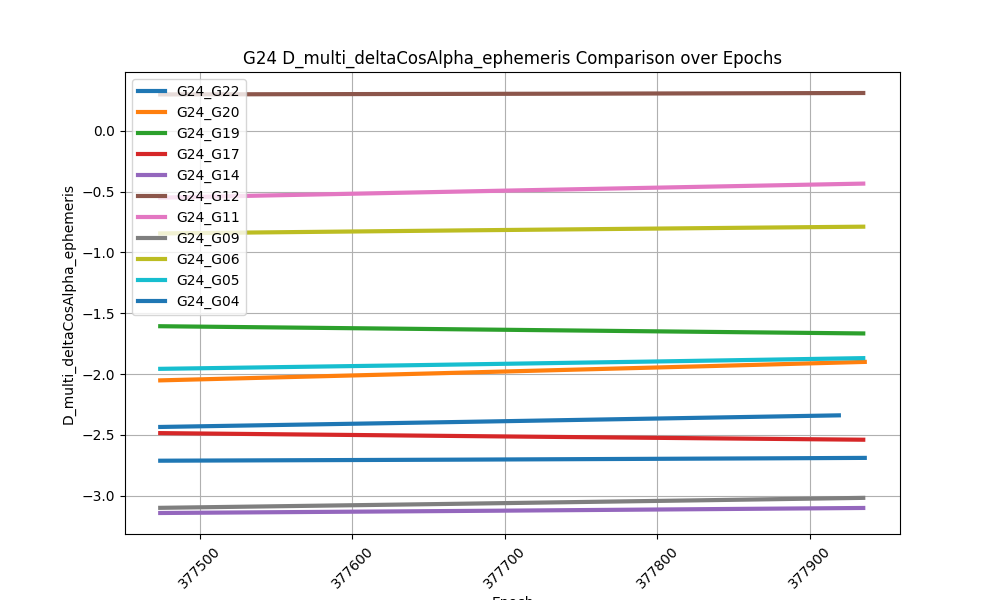 G24 D_multi_deltaCosAlpha_ephemeris Comparison over Epochs
D_multi_deltaCosAlpha_ephemeris
0.0
−0.5
−1.0
−1.5
−2.0
−2.5
−3.0
G24_G22
G24_G20
G24_G19
G24_G17
G24_G14
G24_G12
G24_G11
G24_G09
G24_G06
G24_G05
G24_G04
377500
377600
377700
377800
377900
Epoch